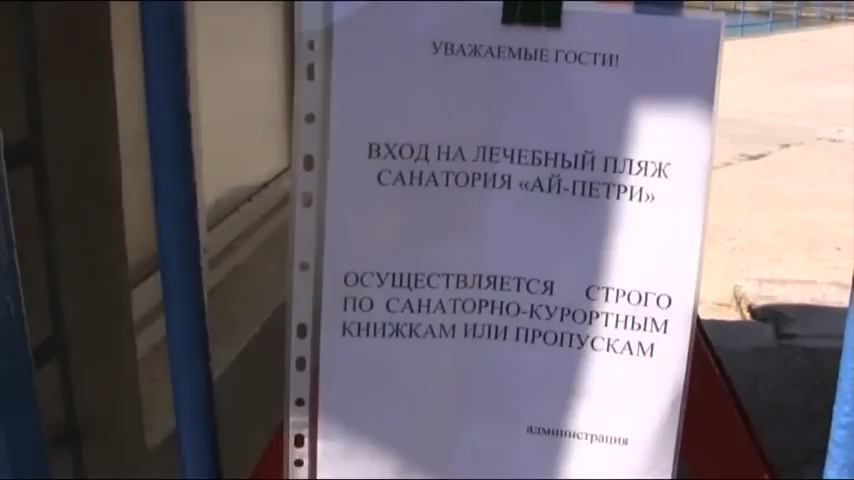 УВАЖАЕМЫЕ ГОСТИ!
ВХОД НА ЛЕЧЕБНЫЙ ПЛЯЖ
САНАТОРИЯ «АЙ-ПЕТРИ»
ОСУЩЕСТВЛЯЕТСЯ СТРОГО
ПО САНАТОРНО-КУРОРТНЫМ
КНИЖКАМ ИЛИ ПРОПУСКАМ
администрация